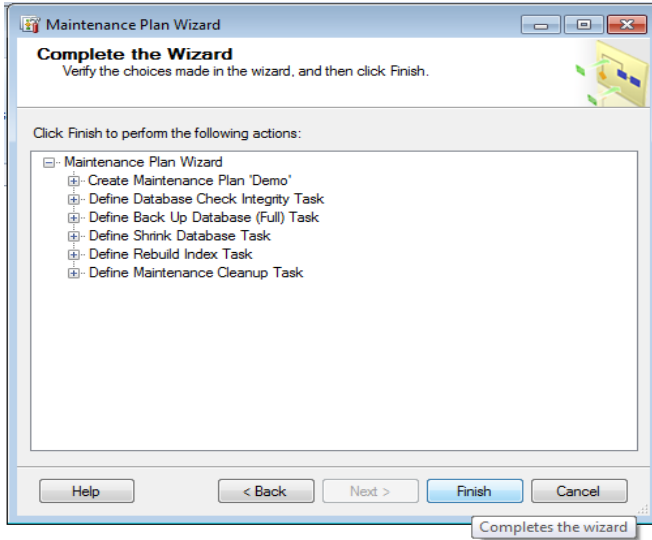 Maintenance Plan Wizard
Complete the Wizard
Verify the choices made in the wizard, and then click Finish.
Click Finish to perform the following actions:
Maintenance Plan Wizard
Create Maintenance Plan 'Demo'
Define Database Check Integrity Task
Define Back Up Database (Full) Task
Define Shrink Database Task
Define Rebuild Index Task
Define Maintenance Cleanup Task
Help < Back Next > Finish Cancel
Completes the wizard